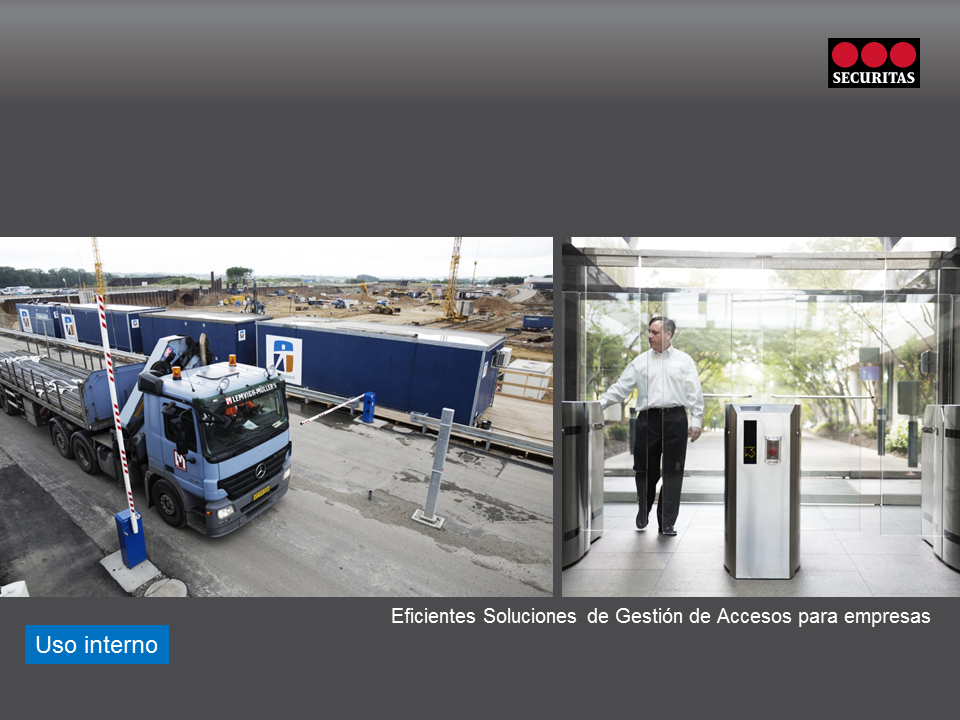 SECURITAS
LEMVIGH-MÜLLER
Eficientes Soluciones de Gestión de Accesos para empresas
Uso interno